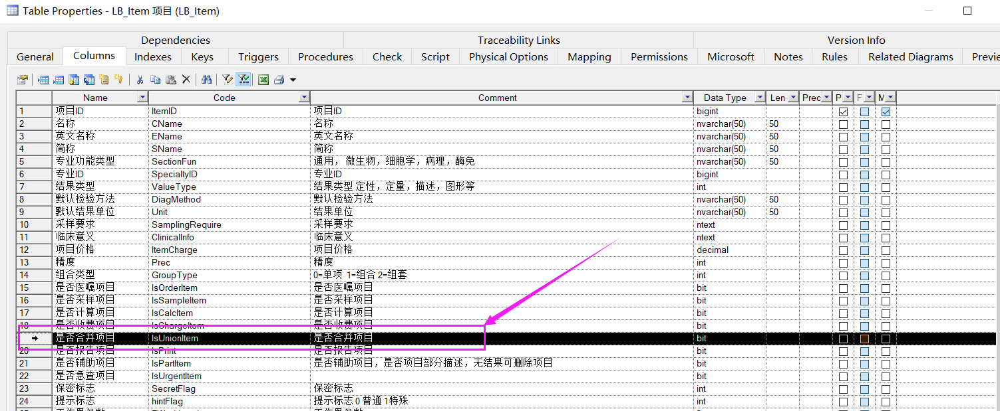 Table Properties - LB_Item 项目 (LB_Item)
Dependencies Traceability Links Version Info
General Columns Indexes Keys Triggers Procedures Check Script Physical Options Mapping Permissions Microsoft Notes Rules Related Diagrams Previe
Name Code Comment Data Type Len Prec P F M
1 项目ID ItemID 项目ID bigint
2 名称 CName 名称 nvarchar(50) 50
3 英文名称 EName 英文名称 nvarchar(50) 50
4 简称 SName 简称 nvarchar(50) 50
5 专业功能类型 SectionFun 通用，微生物，细胞学，病理，酶免 nvarchar(50) 50
6 专业ID SpecialtyID 专业ID bigint
7 结果类型 ValueType 结果类型 定性，定量，描述，图形等 int
8 默认检验方法 DiagMethod 默认检验方法 nvarchar(50) 50
9 默认结果单位 Unit 结果单位 nvarchar(50) 50
10 采样要求 SamplingRequire 采样要求 ntext
11 临床意义 ClinicalInfo 临床意义 ntext
12 项目价格 ItemCharge 项目价格 decimal
13 精度 Prec 精度 int
14 组合类型 GroupType 0=单项 1=组合 2=组套 int
15 是否医嘱项目 IsOrderItem 是否医嘱项目 bit
16 是否采样项目 IsSampleItem 是否采样项目 bit
17 是否计算项目 IsCalcItem 是否计算项目 bit
18 是否收费项目 IsChargeItem 是否收费项目 bit
是否合并项目 IsUnionItem 是否合并项目 bit
20 是否报告项目 IsPrint 是否报告项目 bit
21 是否辅助项目 IsPartItem 是否辅助项目，是否项目部分描述，无结果可删除项目 bit
22 是否急查项目 IsUrgentItem bit
23 保密标志 SecretFlag 保密标志 int
24 提示标志 hintFlag 提示标志 0 普通 1特殊 int